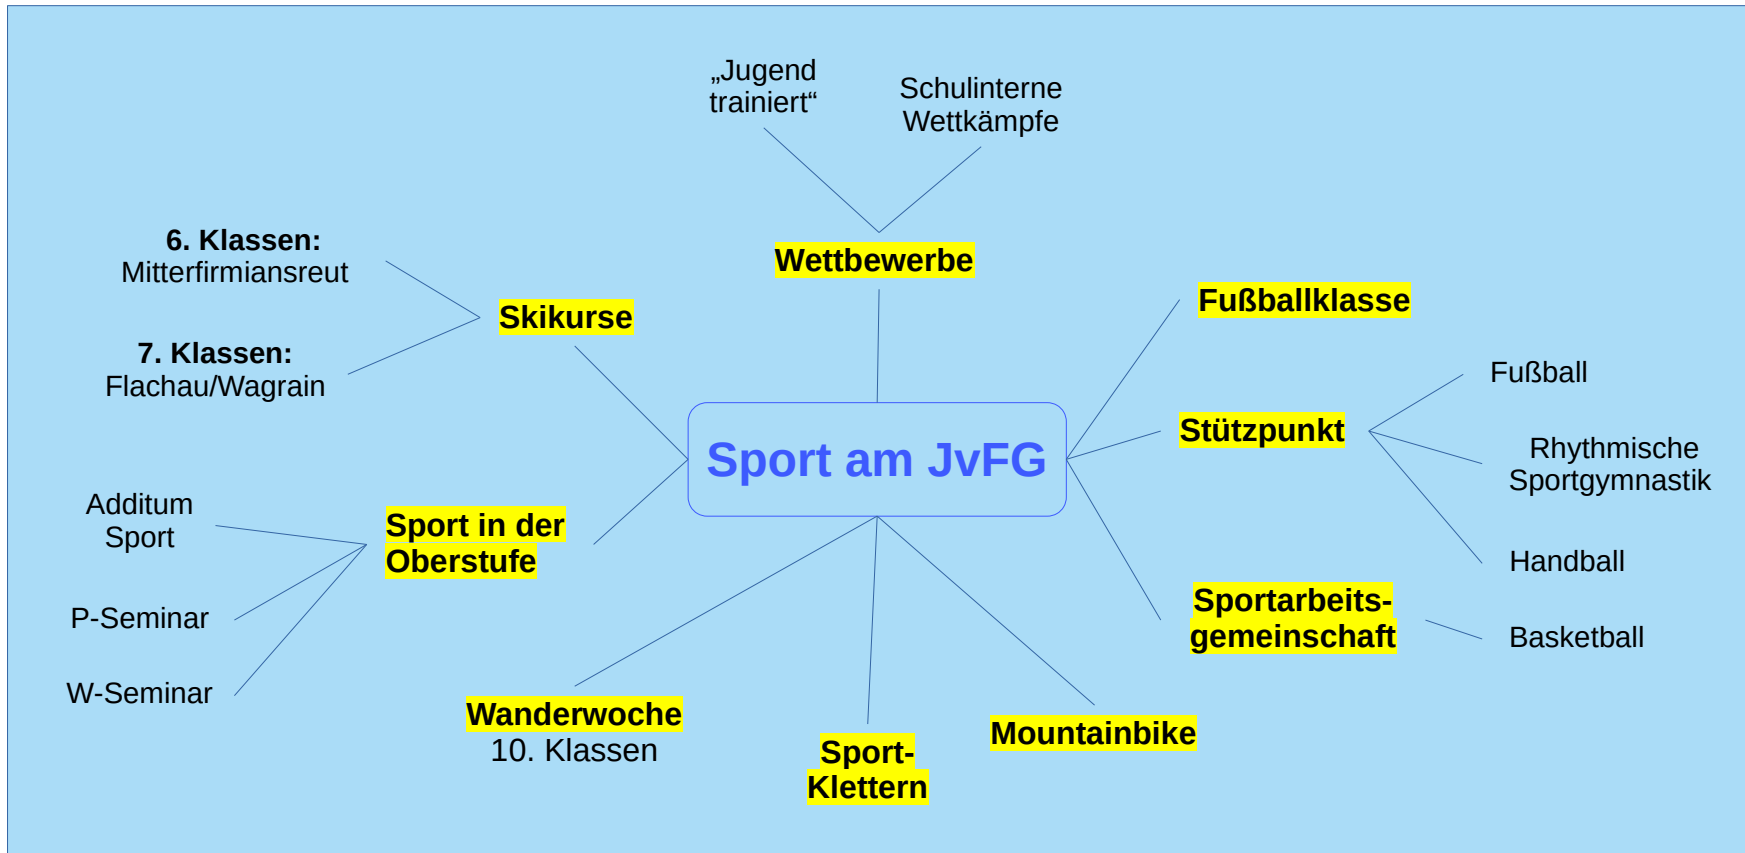 „Jugend
trainiert“
Schulinterne
Wettkämpfe
Wettbewerbe
6. Klassen:
Mitterfirmiansreut
7. Klassen:
Flachau/Wagrain
Skikurse
Fußballklasse
Stützpunkt
Fußball
Rhythmische
Sportgymnastik
Handball
Sport am JvFG
Additum
Sport
P-Seminar
W-Seminar
Sport in der
Oberstufe
Sportarbeits-
gemeinschaft
Basketball
Wanderwoche
10. Klassen
Sport-
Klettern
Mountainbike